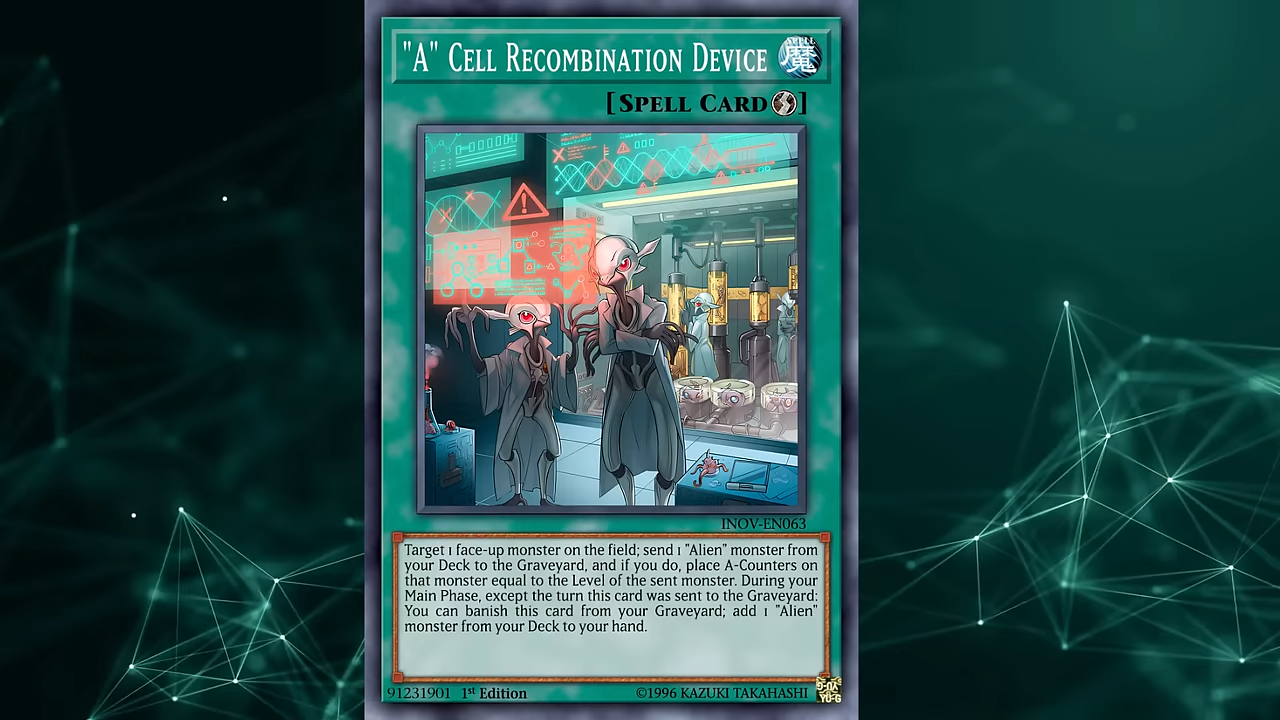 "A" Cell Recombination Device
SPELL
魔
[Spell Card]
INOV-EN063
Target 1 face-up monster on the field; send 1 "Alien" monster from
your Deck to the Graveyard, and if you do, place A-Counters on
that monster equal to the Level of the sent monster. During your
Main Phase, except the turn this card was sent to the Graveyard:
You can banish this card from your Graveyard; add 1 "Alien"
monster from your Deck to your hand.
91231901 1st Edition ©1996 KAZUKI TAKAHASHI